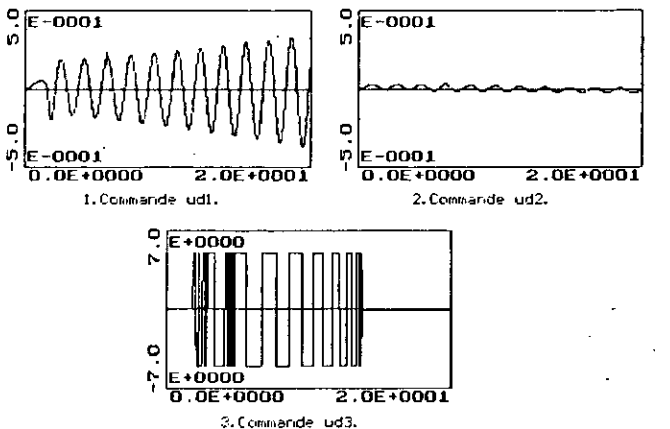 5.0 E-0001
-5.0 E-0001
0.0E+0000 2.0E+0001
1.Commande ud1.
5.0 E-0001
-5.0 E-0001
0.0E+0000 2.0E+0001
2.Commande ud2.
7.0 E+0000
-7.0 E+0000
0.0E+0000 2.0E+0001
3.Commande ud3.